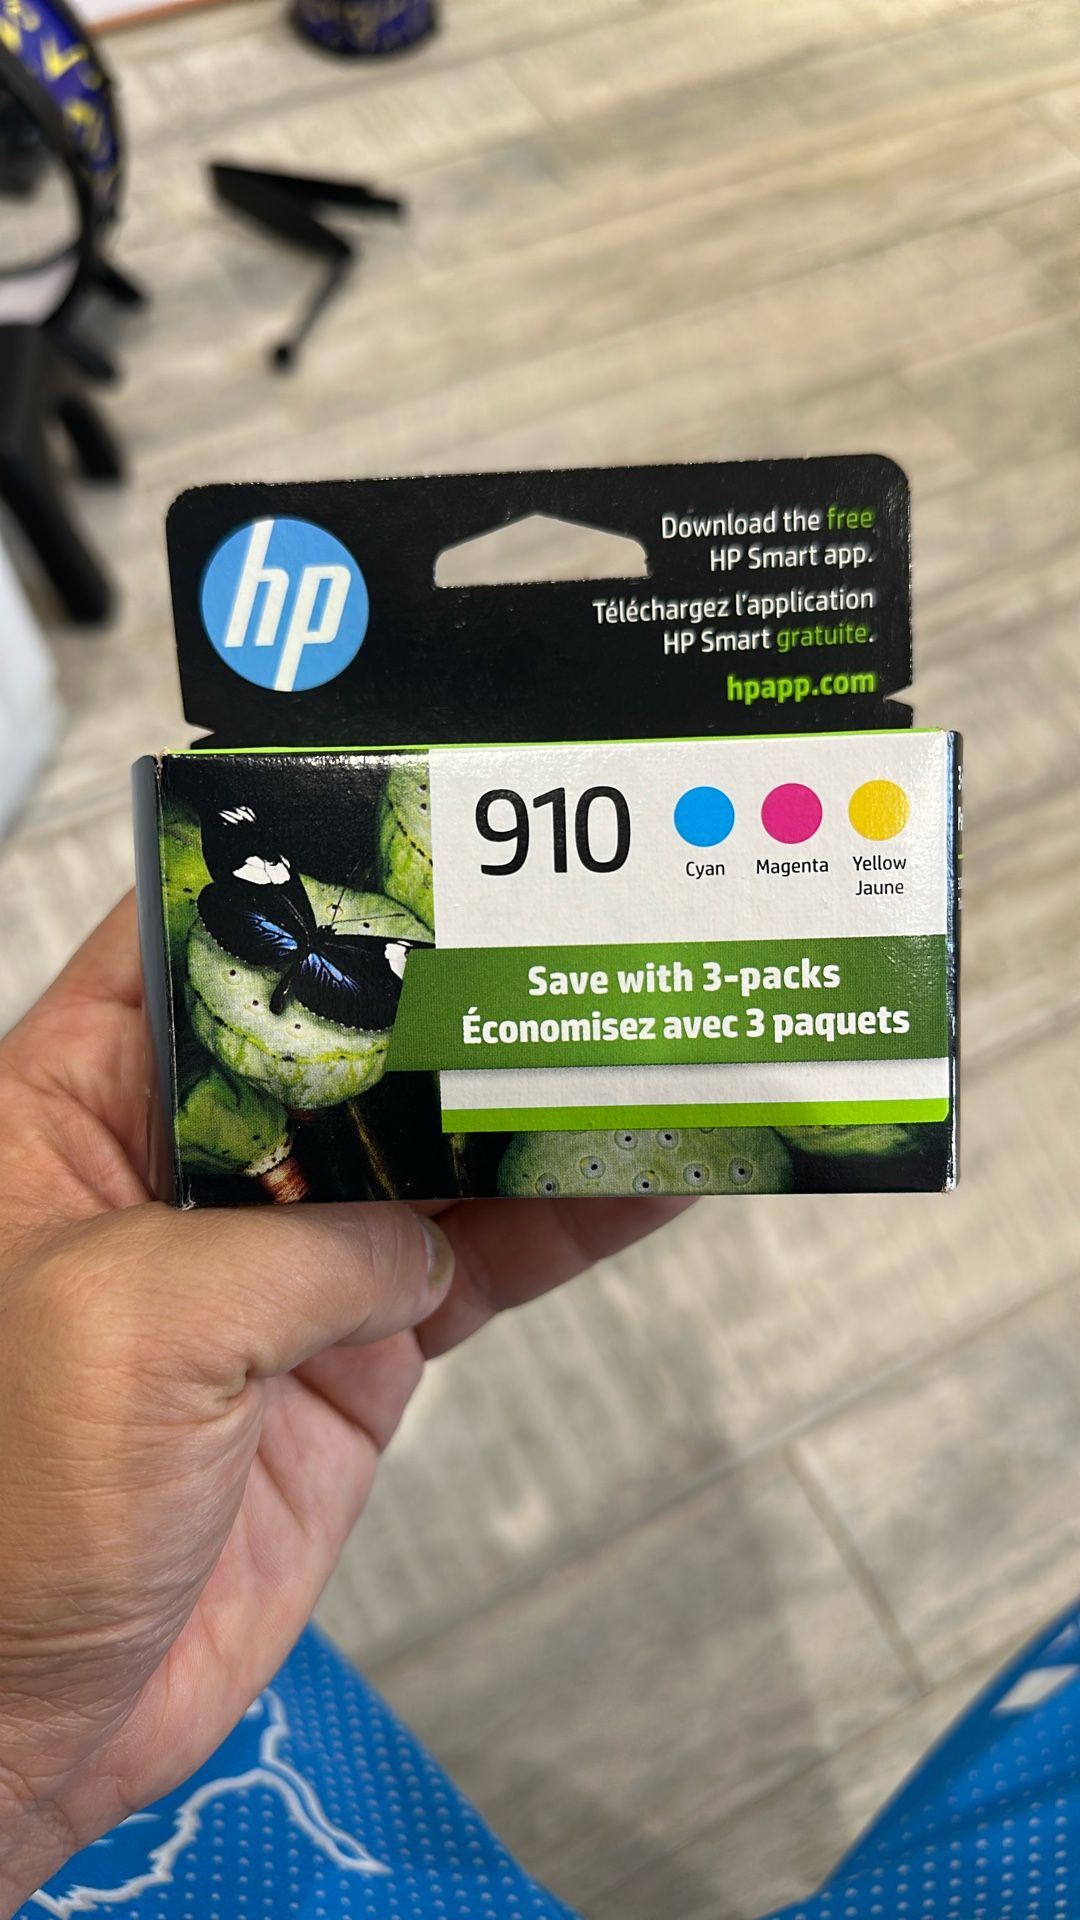 hp
Download the free
HP Smart app.
Téléchargez l'application
HP Smart gratuite.
hpapp.com
910
Cyan
Magenta
Yellow
Jaune
Save with 3-packs
Économisez avec 3 paquets